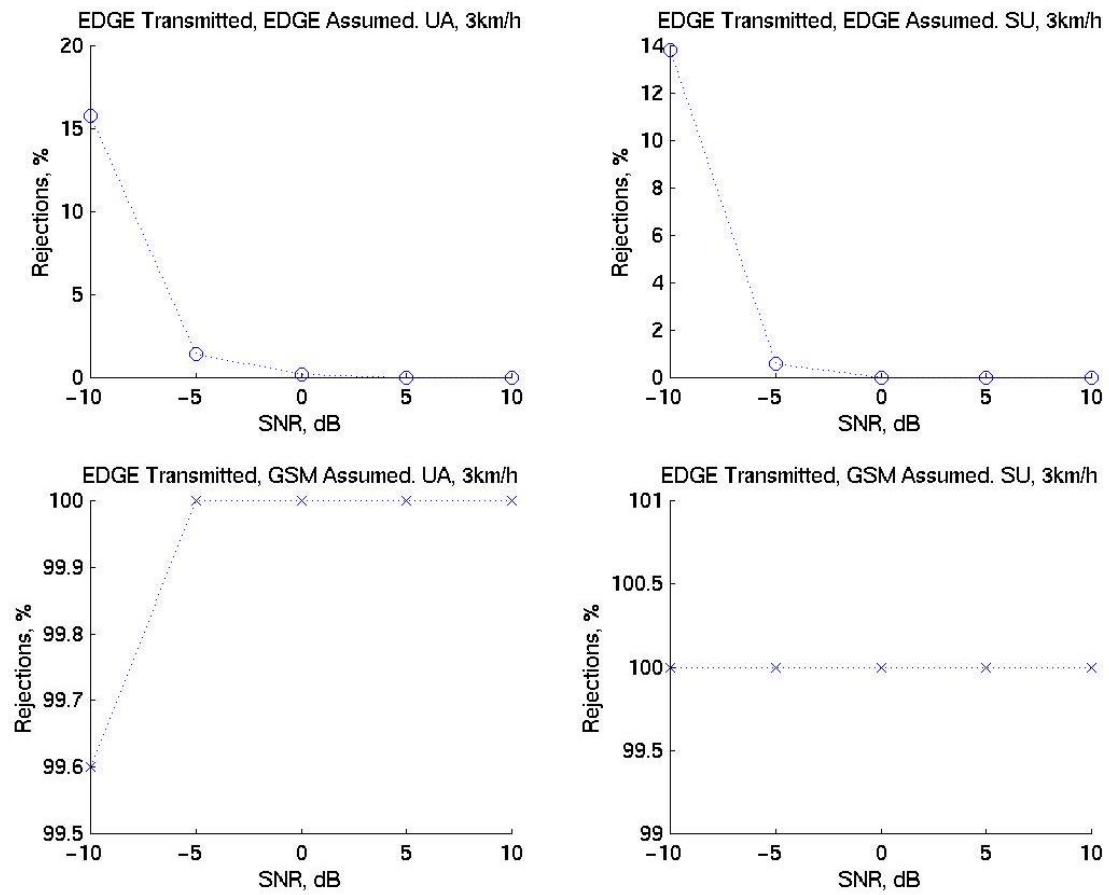 EDGE Transmitted, EDGE Assumed. UA, 3km/h
20
15
10
5
0
Rejections, %
−10 −5 0 5 10
SNR, dB
EDGE Transmitted, EDGE Assumed. SU, 3km/h
14
12
10
8
6
4
2
0
Rejections, %
−10 −5 0 5 10
SNR, dB
EDGE Transmitted, GSM Assumed. UA, 3km/h
100
99.9
99.8
99.7
99.6
99.5
Rejections, %
−10 −5 0 5 10
SNR, dB
EDGE Transmitted, GSM Assumed. SU, 3km/h
101
100.5
100
99.5
99
Rejections, %
−10 −5 0 5 10
SNR, dB